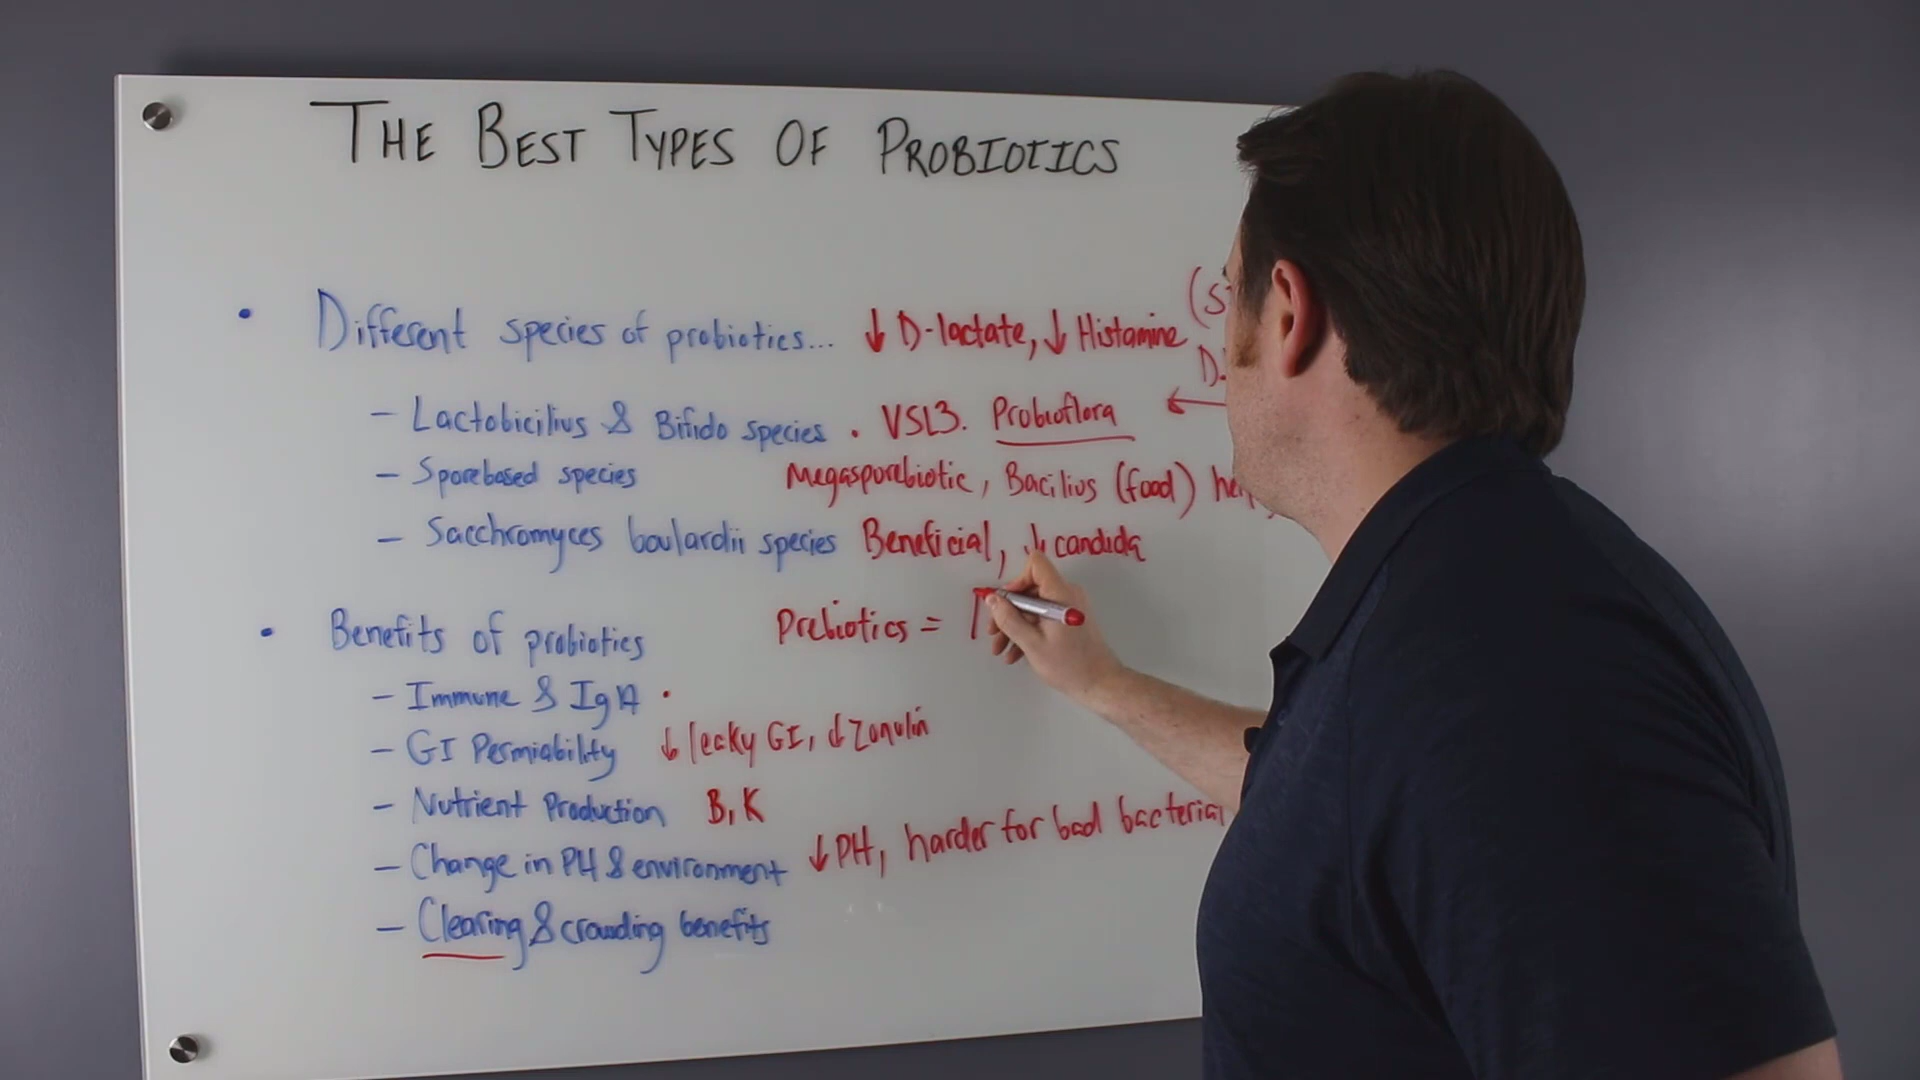 THE BEST TYPES OF PROBIOTICS
• Different species of probiotics... ↓ D-lactate, ↓ Histamine (S
D.
- Lactobicilius & Bifido species . VSL3. Probioflora ←
- Sporebased species Megasporebiotic, Bacilius (food)
- Sacchromyces boulardii species Beneficial, ↓ candida
• Benefits of probiotics Prebiotics =
- Immune & IgA •
- GI Permiability ↓ lecky GI, ↓ Zonulin
- Nutrient Production B, K
- Change in PH & environment ↓ PH, harder for bad bacteria
- Clearing & crowding benefits